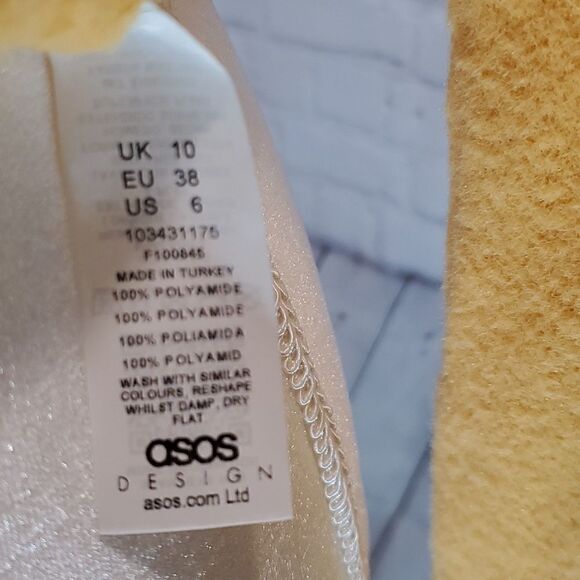 UK 10
EU 38
US 6
103431175
F100846
MADE IN TURKEY
100% POLYAMIDE
100% POLYAMIDE
100% POLIAMIDA
100% POLYAMID
WASH WITH SIMILAR
COLOURS, RESHAPE
WHILST DAMP, DRY
FLAT
asos
DESIGN
asos.com Ltd